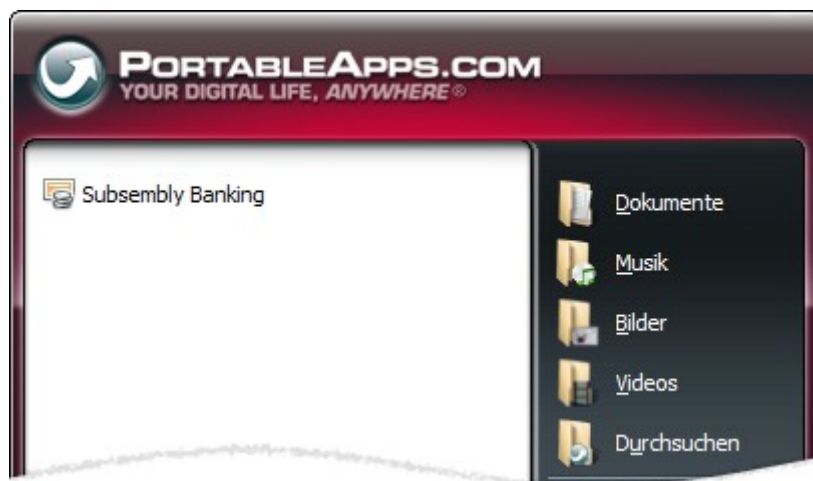 PORTABLEAPPS.COM
YOUR DIGITAL LIFE, ANYWHERE®
Subsembly Banking
Dokumente
Musik
Bilder
Videos
Durchsuchen